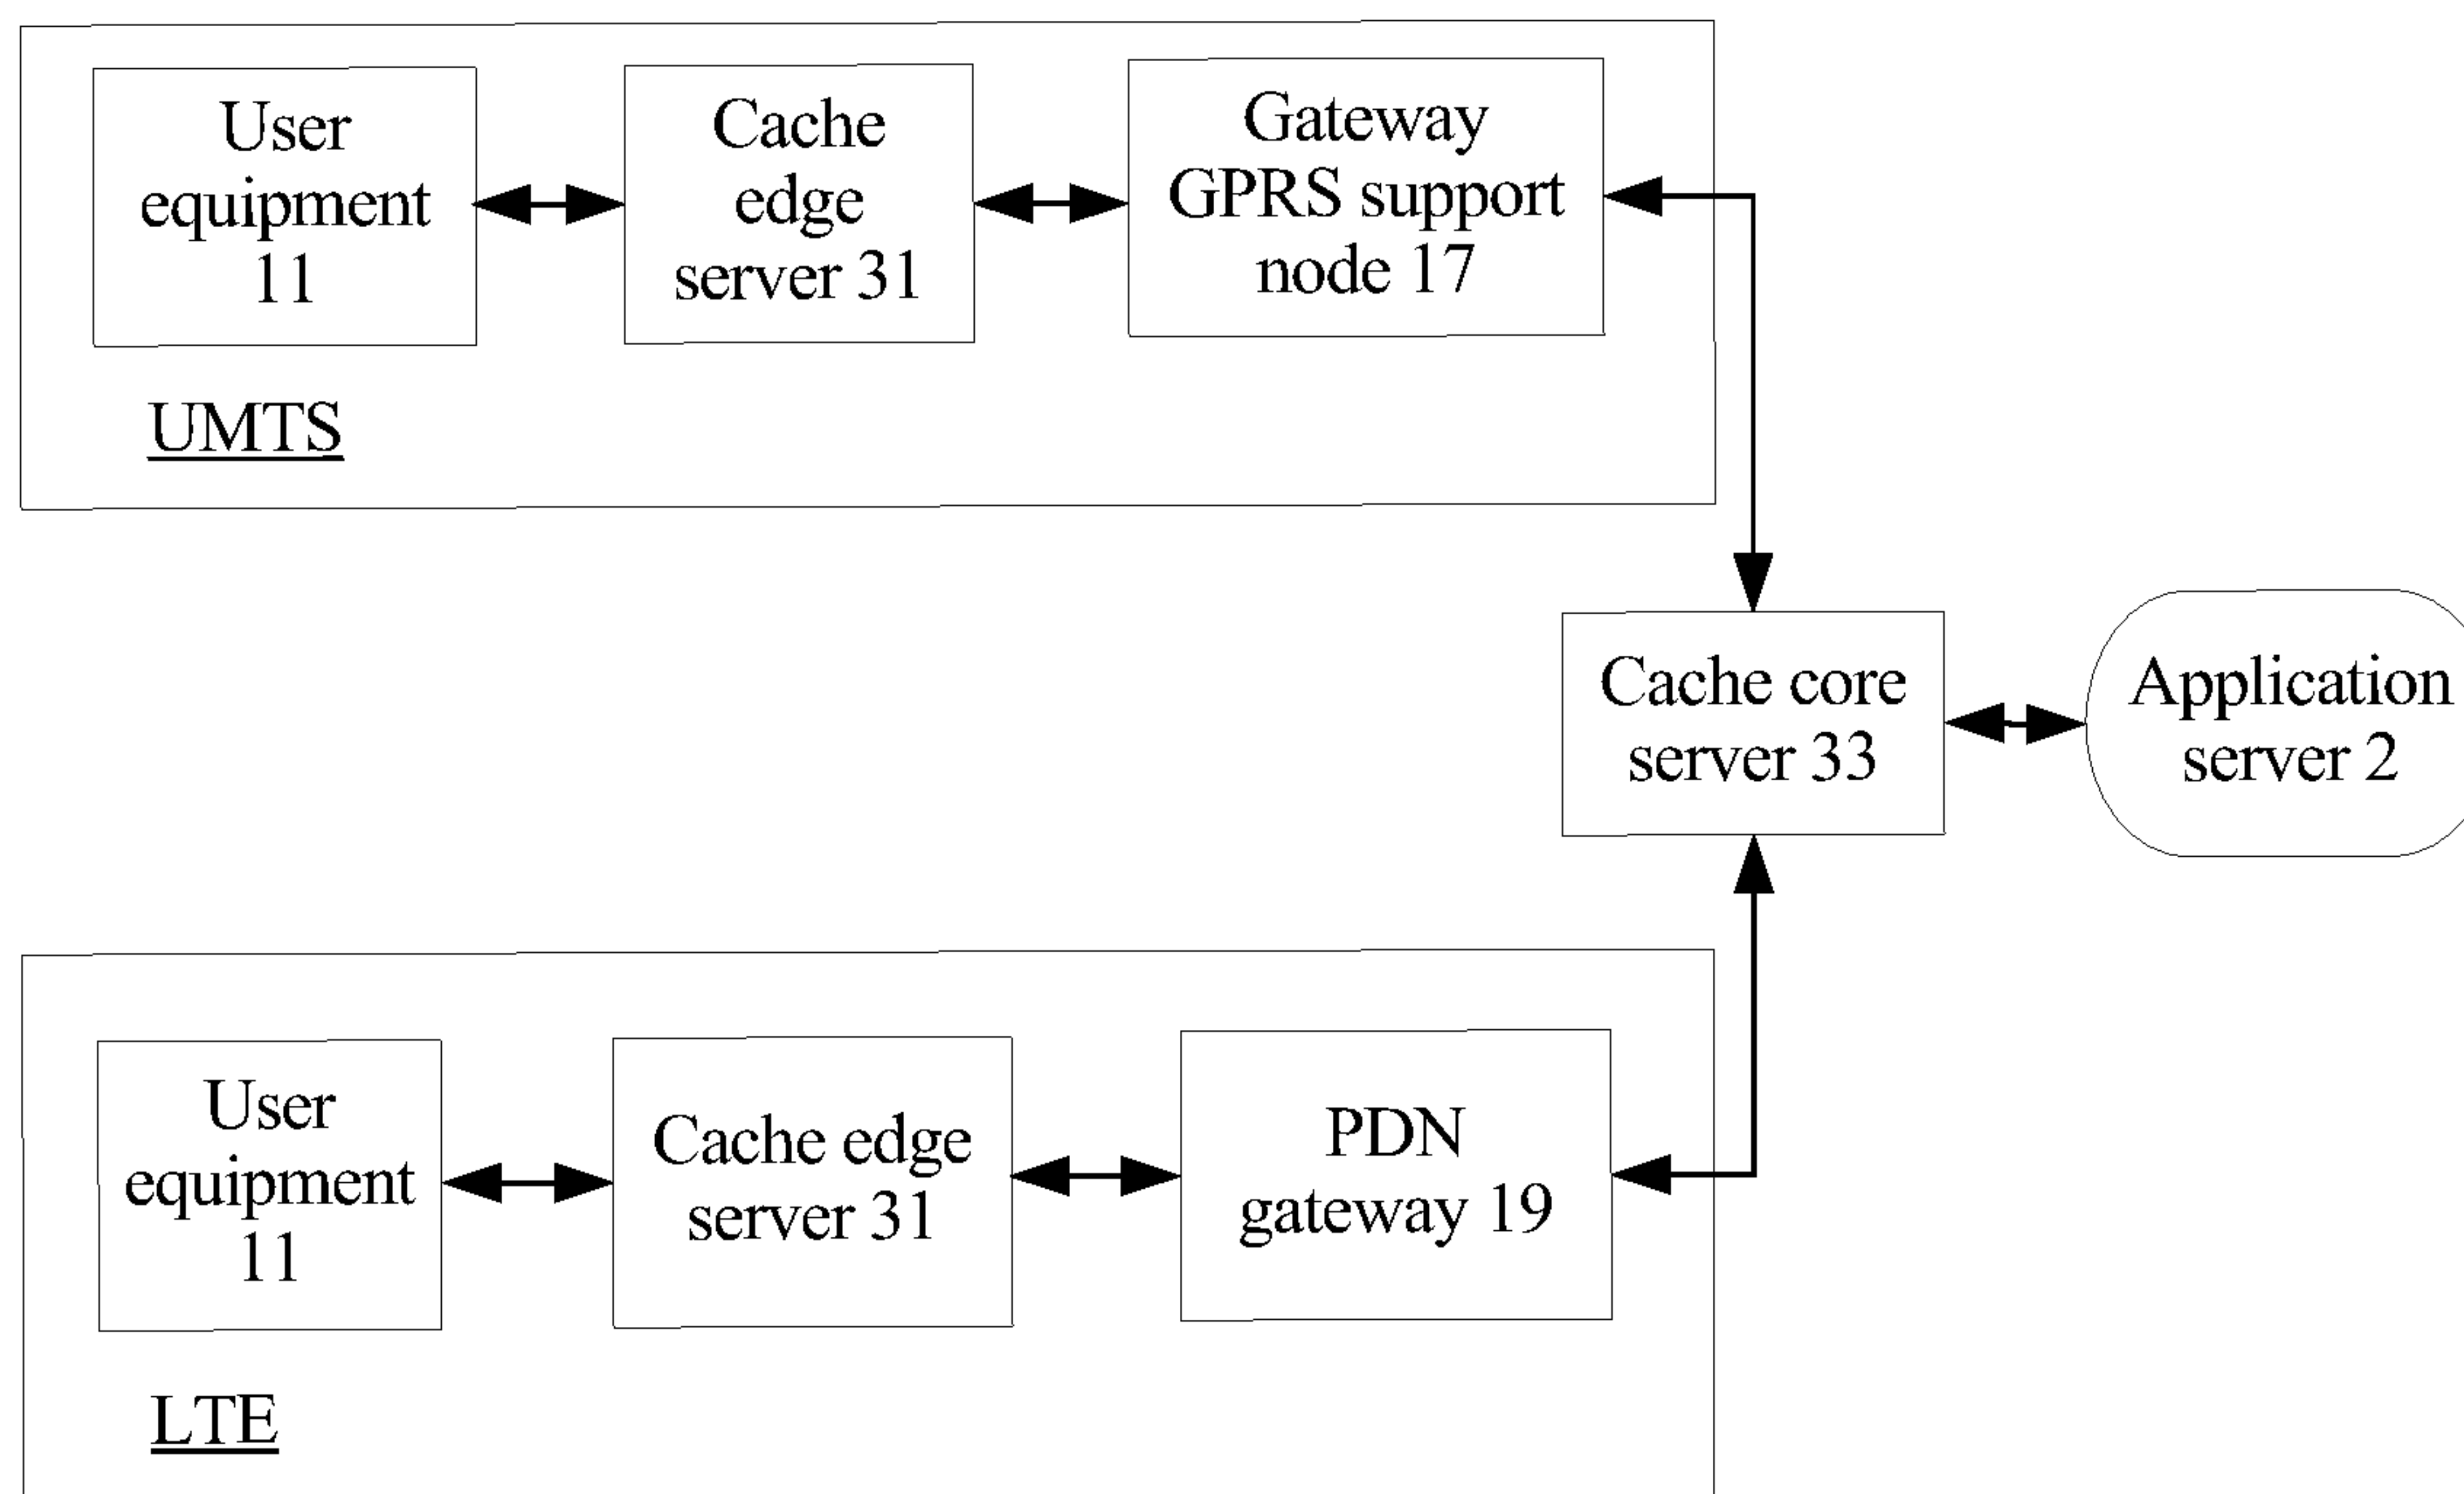 User
equipment
11
Cache
edge
server 31
Gateway
GPRS support
node 17
UMTS
Cache core
server 33
Application
server 2
User
equipment
11
Cache edge
server 31
PDN
gateway 19
LTE